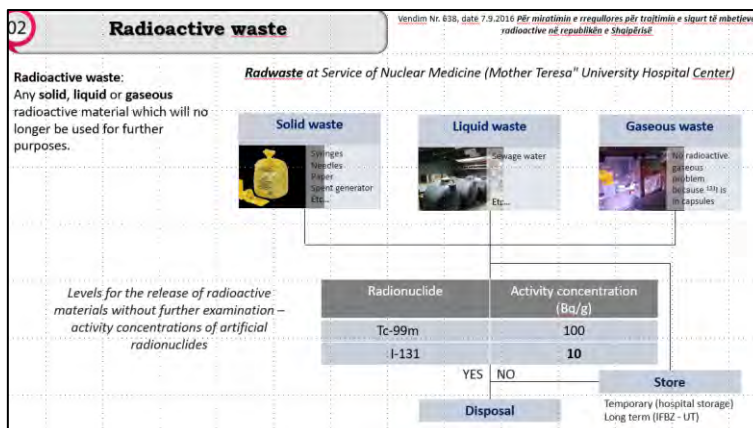 02
Radioactive waste
Vendim Nr. 638, datë 7.9.2016 Për miratimin e rregullores për trajtimin e sigurt të mbetjeve
radioactive në republikën e Shqipërisë
Radioactive waste:
Any solid, liquid or gaseous
radioactive material which will no
longer be used for further
purposes.
Radwaste at Service of Nuclear Medicine (Mother Teresa" University Hospital Center)
Solid waste
Syringes
Needles
Paper
Spent generator
Etc...
Liquid waste
Sewage water
Etc...
Gaseous waste
No radioactive
gaseous
problem
because ¹³¹I is
in capsules
Levels for the release of radioactive
materials without further examination –
activity concentrations of artificial
radionuclides
Radionuclide Activity concentration
(Bq/g)
Tc-99m 100
I-131 10
YES NO
Disposal
Store
Temporary (hospital storage)
Long term (IFBZ - UT)